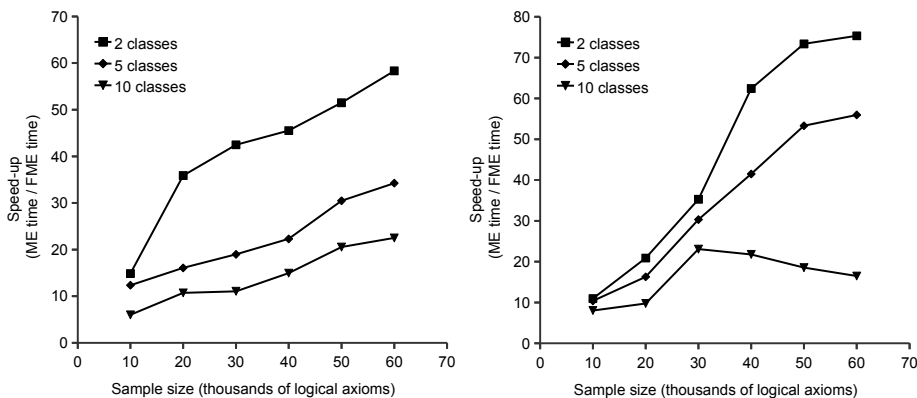 70
60
50
40
30
20
10
0
2 classes
5 classes
10 classes
Speed-up
(ME time / FME time)
0 10 20 30 40 50 60 70
Sample size (thousands of logical axioms)
80
70
60
50
40
30
20
10
0
2 classes
5 classes
10 classes
Speed-up
(ME time / FME time)
0 10 20 30 40 50 60 70
Sample size (thousands of logical axioms)